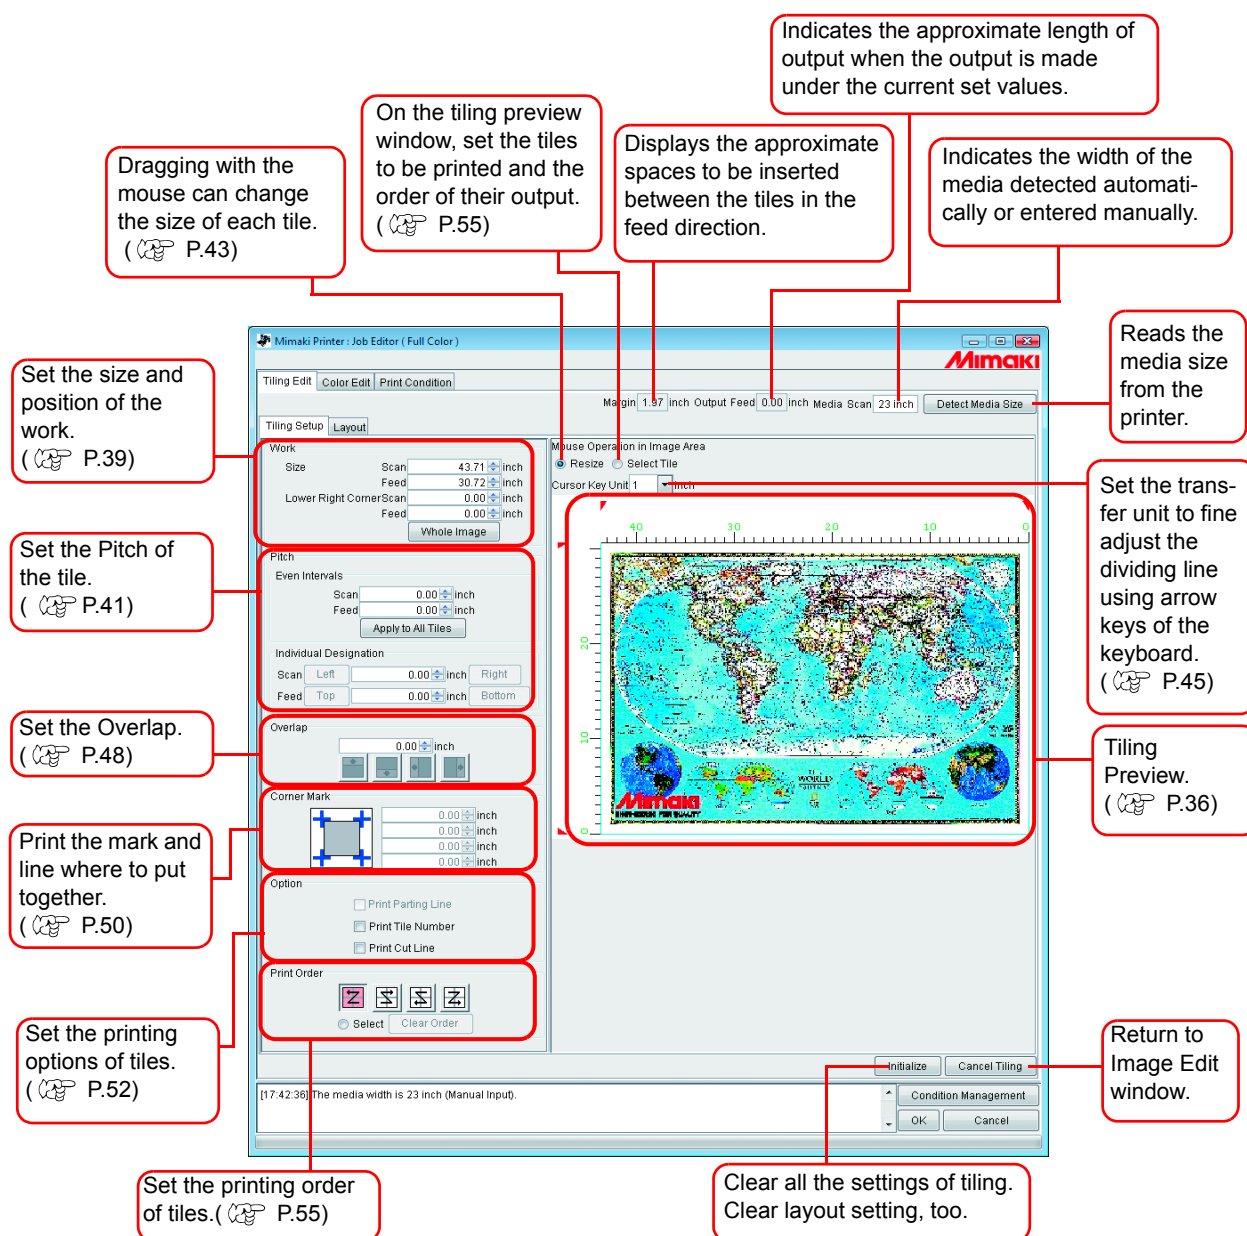 Indicates the approximate length of
output when the output is made
under the current set values.
On the tiling preview
window, set the tiles
to be printed and the
order of their output.
( P.55)
Displays the approximate
spaces to be inserted
between the tiles in the
feed direction.
Indicates the width of the
media detected automati-
cally or entered manually.
Dragging with the
mouse can change
the size of each tile.
( P.43)
Reads the
media size
from the
printer.
Set the size and
position of the
work.
( P.39)
Set the Pitch of
the tile.
( P.41)
Set the Overlap.
( P.48)
Print the mark and
line where to put
together.
( P.50)
Set the printing
options of tiles.
( P.52)
Set the printing order
of tiles.( P.55)
Mimaki Printer : Job Editor ( Full Color )
Mimaki
Tiling Edit Color Edit Print Condition
Margin 1.97 inch Output Feed 0.00 inch Media Scan 23 inch Detect Media Size
Tiling Setup Layout
Work
Size Scan 43.71 inch
Feed 30.72 inch
Lower Right Corner Scan 0.00 inch
Feed 0.00 inch
Whole Image
Pitch
Even Intervals
Scan 0.00 inch
Feed 0.00 inch
Apply to All Tiles
Individual Designation
Scan Left 0.00 inch Right
Feed Top 0.00 inch Bottom
Overlap
0.00 inch
Corner Mark
0.00 inch
0.00 inch
0.00 inch
0.00 inch
Option
Print Parting Line
Print Tile Number
Print Cut Line
Print Order
Select Clear Order
Mouse Operation in Image Area
Resize Select Tile
Cursor Key Unit 1 inch
40 30 20 10 0
20
10
0
WORLD
Mimaki
ENGINEERING FOR QUALITY
Initialize Cancel Tiling
[17:42:36] The media width is 23 inch (Manual Input).
Condition Management
OK Cancel
Set the trans-
fer unit to fine
adjust the
dividing line
using arrow
keys of the
keyboard.
( P.45)
Tiling
Preview.
( P.36)
Return to
Image Edit
window.
Clear all the settings of tiling.
Clear layout setting, too.